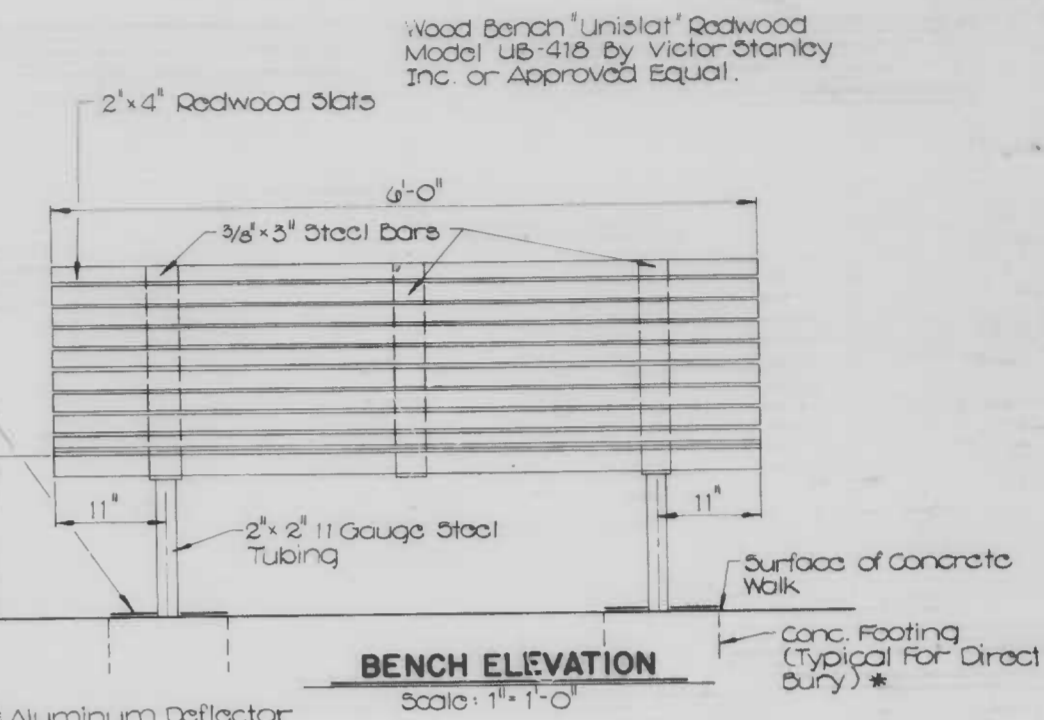 Wood Bench "Unislat" Redwood
Model UB-418 By Victor Stanley
Inc. or Approved Equal.
2"x4" Redwood Slats
6'-0"
3/8"x3" Steel Bars
11"
11"
2"x 2" 11 Gauge Steel
Tubing
Surface of Concrete
Walk
Conc. Footing
(Typical For Direct
Bury) *
BENCH ELEVATION
Scale: 1"= 1'-0"
Aluminum Deflector